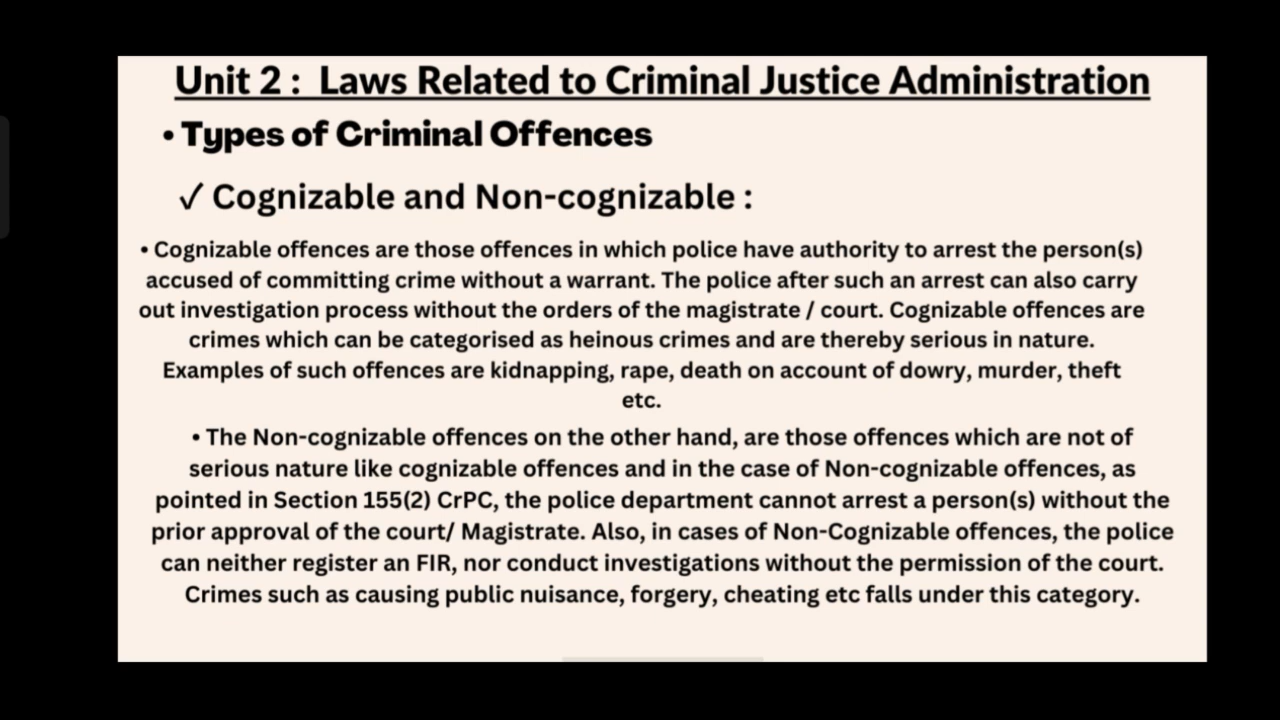 Unit 2 : Laws Related to Criminal Justice Administration
• Types of Criminal Offences
✓ Cognizable and Non-cognizable :
• Cognizable offences are those offences in which police have authority to arrest the person(s)
accused of committing crime without a warrant. The police after such an arrest can also carry
out investigation process without the orders of the magistrate / court. Cognizable offences are
crimes which can be categorised as heinous crimes and are thereby serious in nature.
Examples of such offences are kidnapping, rape, death on account of dowry, murder, theft
etc.
• The Non-cognizable offences on the other hand, are those offences which are not of
serious nature like cognizable offences and in the case of Non-cognizable offences, as
pointed in Section 155(2) CrPC, the police department cannot arrest a person(s) without the
prior approval of the court/ Magistrate. Also, in cases of Non-Cognizable offences, the police
can neither register an FIR, nor conduct investigations without the permission of the court.
Crimes such as causing public nuisance, forgery, cheating etc falls under this category.